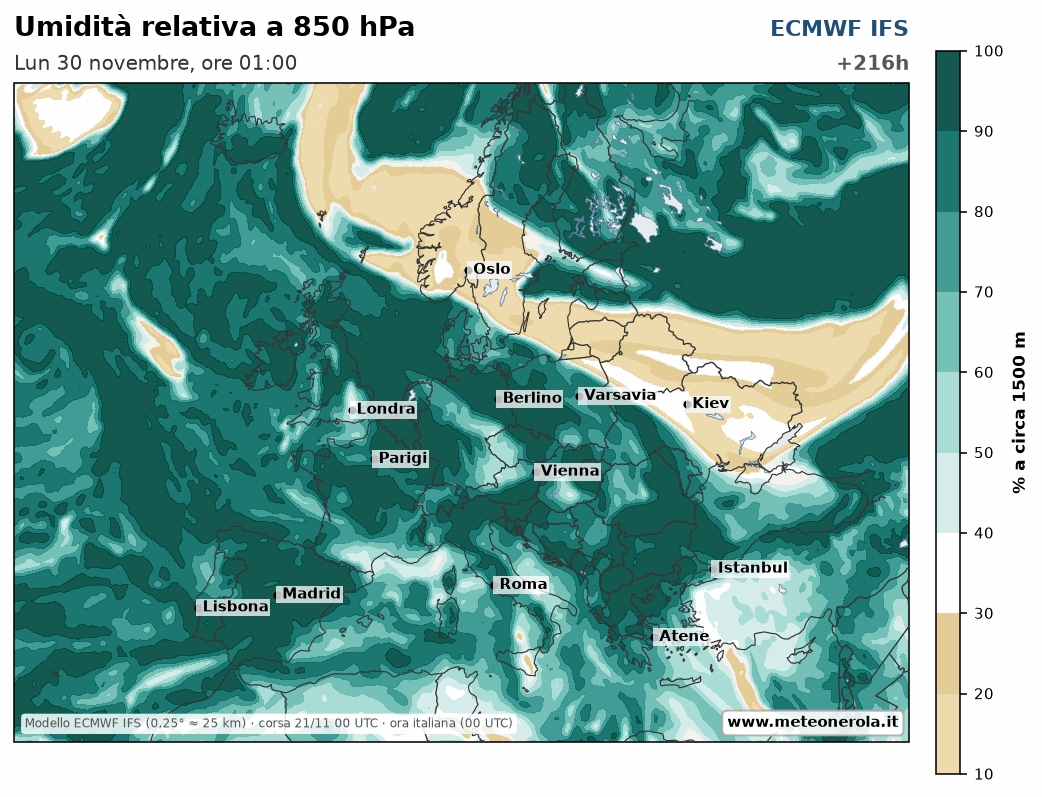 Umidità relativa a 850 hPa
ECMWF IFS
Lun 30 novembre, ore 01:00
+216h
100
90
80
70
60
50
40
30
20
10
% a circa 1500 m
Oslo
Berlino
Varsavia
Kiev
Londra
Parigi
Vienna
Istanbul
Roma
Madrid
Lisbona
Atene
Modello ECMWF IFS (0,25° ≈ 25 km) · corsa 21/11 00 UTC · ora italiana (00 UTC)
www.meteonerola.it